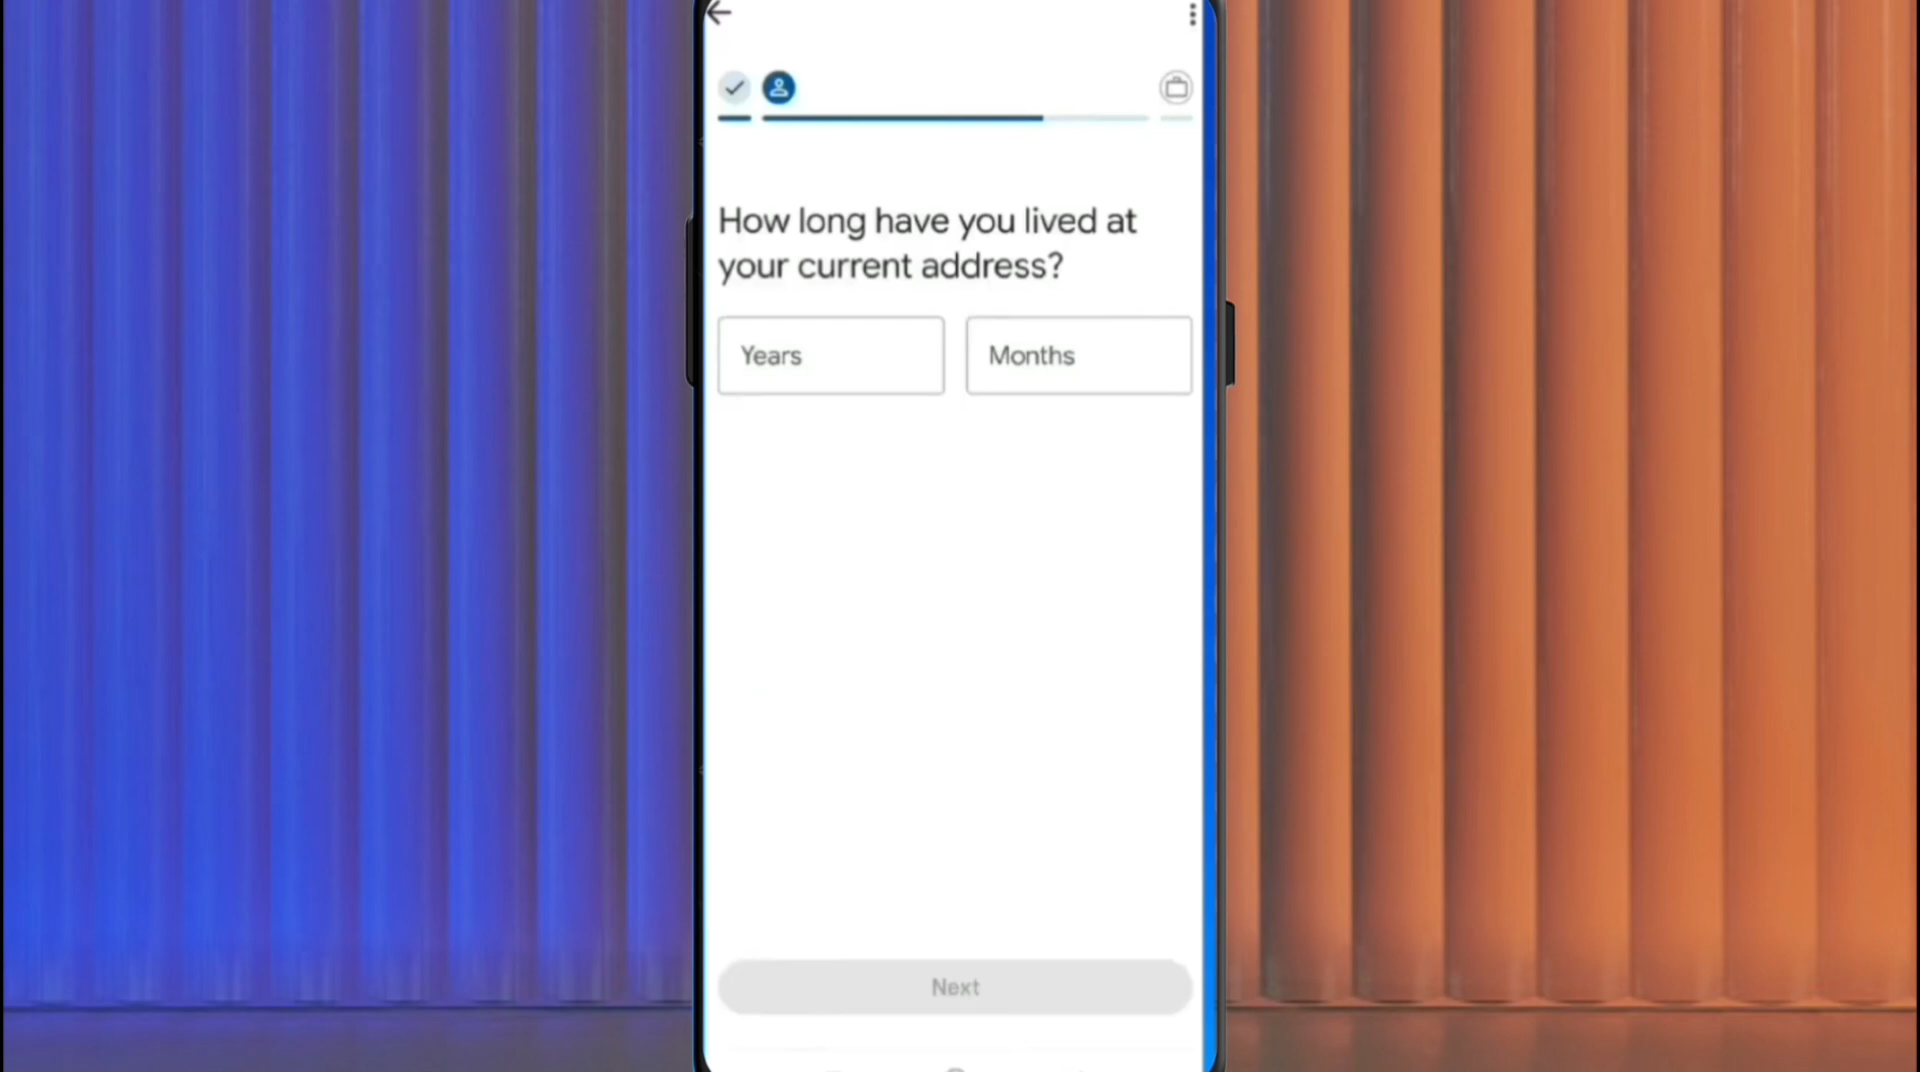 How long have you lived at
your current address?
Years
Months
Next